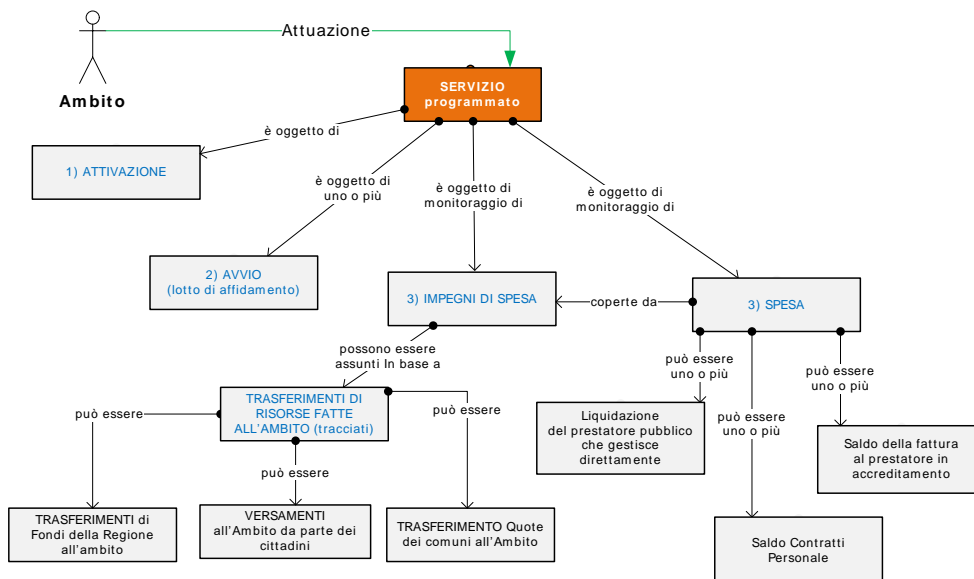 Attuazione
Ambito
SERVIZIO
programmato
è oggetto di
1) ATTIVAZIONE
è oggetto di
uno o più
è oggetto di
monitoraggio di
è oggetto di
monitoraggio di
2) AVVIO
(lotto di affidamento)
3) IMPEGNI DI SPESA
coperte da
3) SPESA
possono essere
assunti In base a
può essere
uno o più
può essere
uno o più
può essere
uno o più
TRASFERIMENTI DI
RISORSE FATTE
ALL'AMBITO (tracciati)
può essere
può essere
può essere
Liquidazione
del prestatore pubblico
che gestisce
direttamente
Saldo della fattura
al prestatore in
accreditamento
TRASFERIMENTI di
Fondi della Regione
all'ambito
VERSAMENTI
all'Ambito da parte dei
cittadini
TRASFERIMENTO Quote
dei comuni all'Ambito
Saldo Contratti
Personale